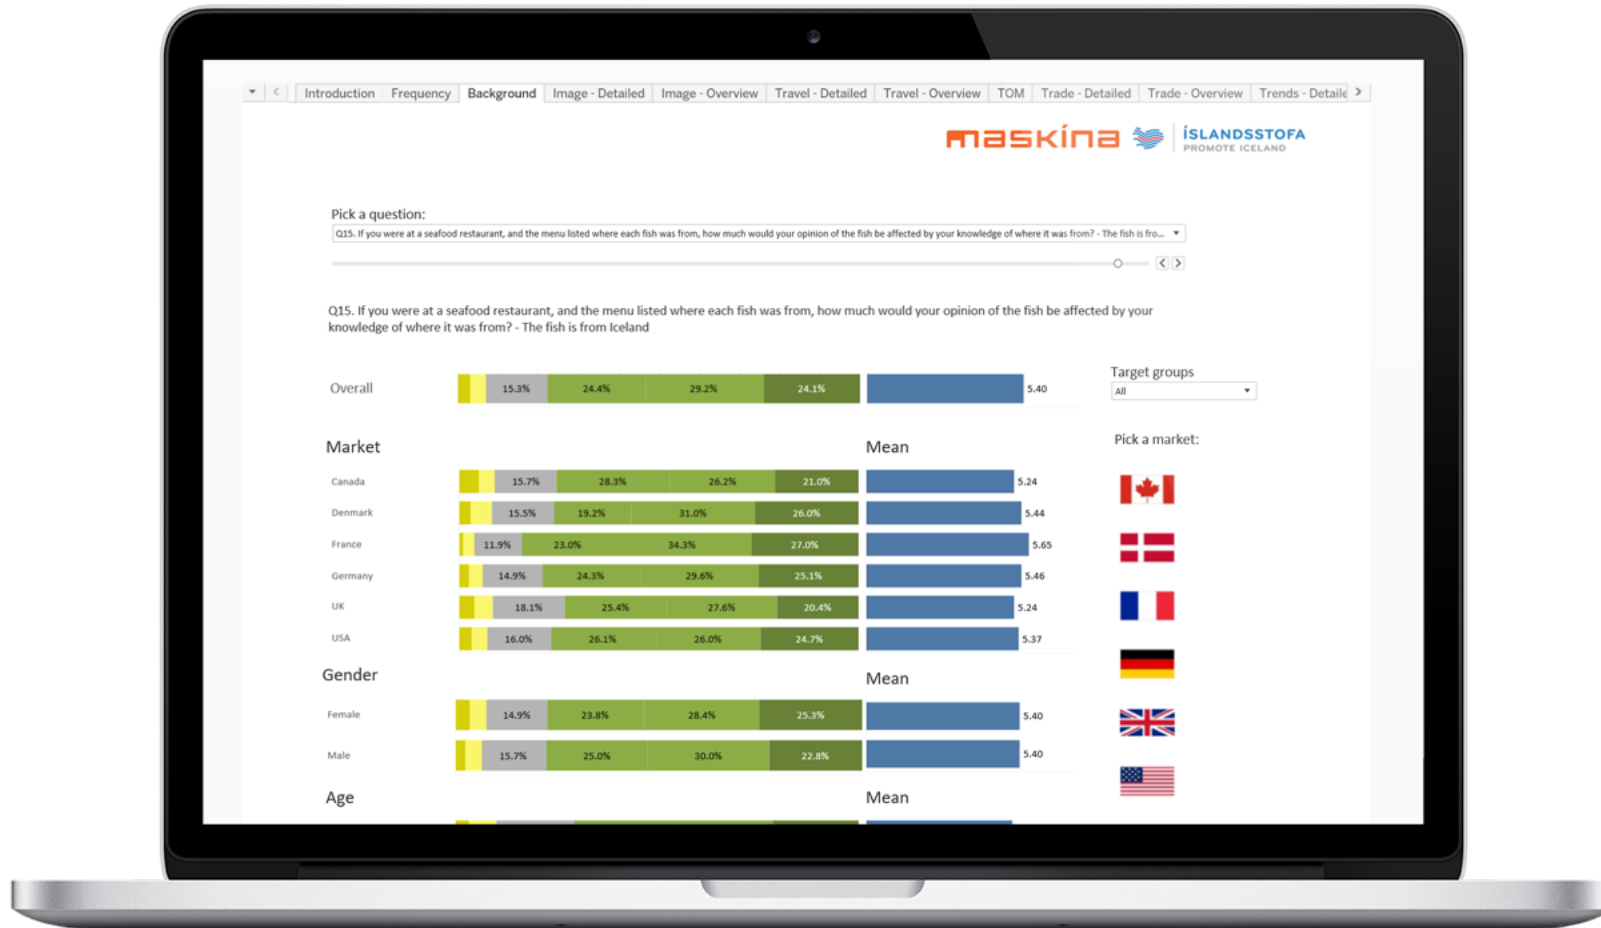 Introduction Frequency Background Image - Detailed Image - Overview Travel - Detailed Travel - Overview TOM Trade - Detailed Trade - Overview Trends - Detaile
maskína ÍSLANDSSTOFA
PROMOTE ICELAND
Pick a question:
Q15. If you were at a seafood restaurant, and the menu listed where each fish was from, how much would your opinion of the fish be affected by your knowledge of where it was from? - The fish is fro...
Q15. If you were at a seafood restaurant, and the menu listed where each fish was from, how much would your opinion of the fish be affected by your
knowledge of where it was from? - The fish is from Iceland
Target groups
Overall 15.3% 24.4% 29.2% 24.1% 5.40 All
Market Mean Pick a market:
Canada 15.7% 28.3% 26.2% 21.0% 5.24
Denmark 15.5% 19.2% 31.0% 26.0% 5.44
France 11.9% 23.0% 34.3% 27.0% 5.65
Germany 14.9% 24.3% 29.6% 25.1% 5.46
UK 18.1% 25.4% 27.6% 20.4% 5.24
USA 16.0% 26.1% 26.0% 24.7% 5.37
Gender Mean
Female 14.9% 23.8% 28.4% 25.3% 5.40
Male 15.7% 25.0% 30.0% 22.8% 5.40
Age Mean